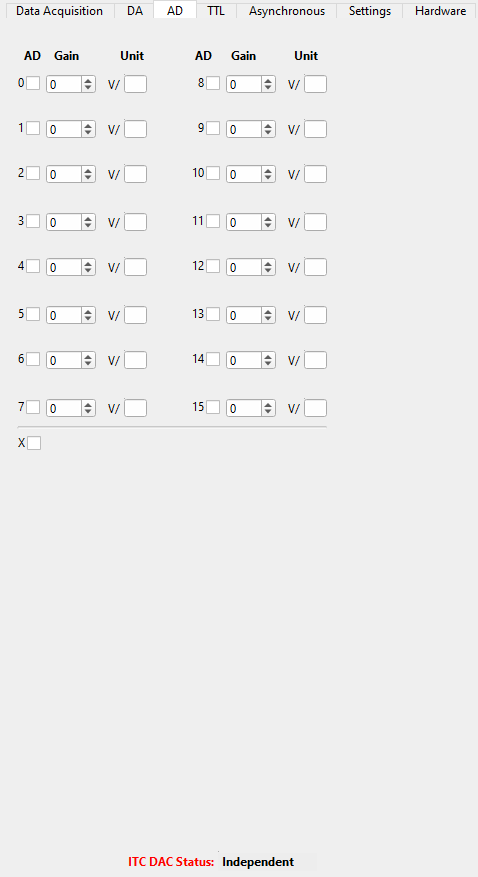 Data Acquisition DA AD TTL Asynchronous Settings Hardware
AD Gain Unit AD Gain Unit
0 0 V/ 8 0 V/
1 0 V/ 9 0 V/
2 0 V/ 10 0 V/
3 0 V/ 11 0 V/
4 0 V/ 12 0 V/
5 0 V/ 13 0 V/
6 0 V/ 14 0 V/
7 0 V/ 15 0 V/
X
ITC DAC Status: Independent